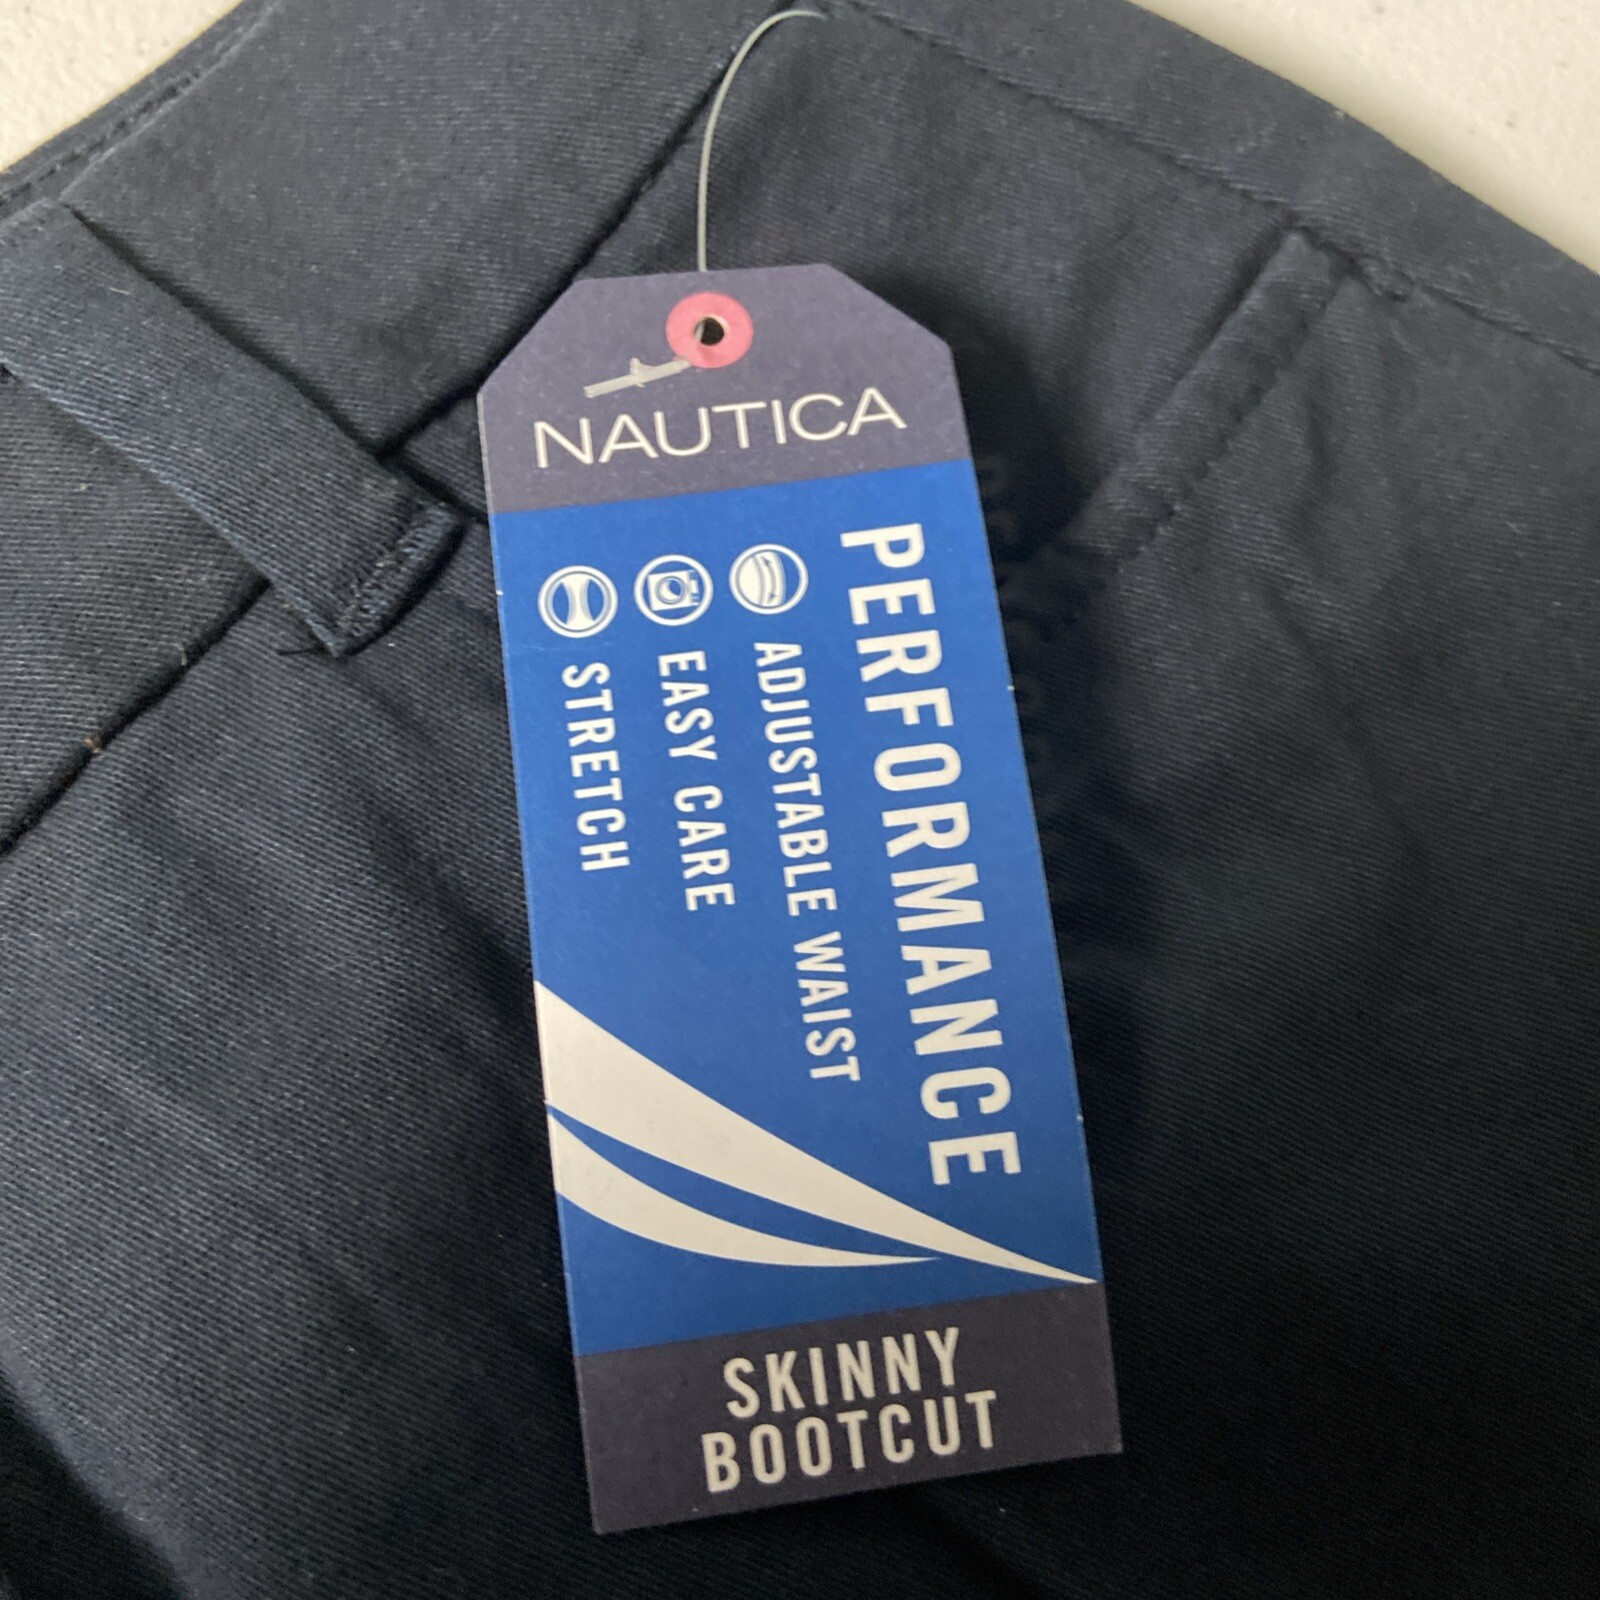 NAUTICA
PERFORMANCE
ADJUSTABLE WAIST
EASY CARE
STRETCH
SKINNY
BOOTCUT